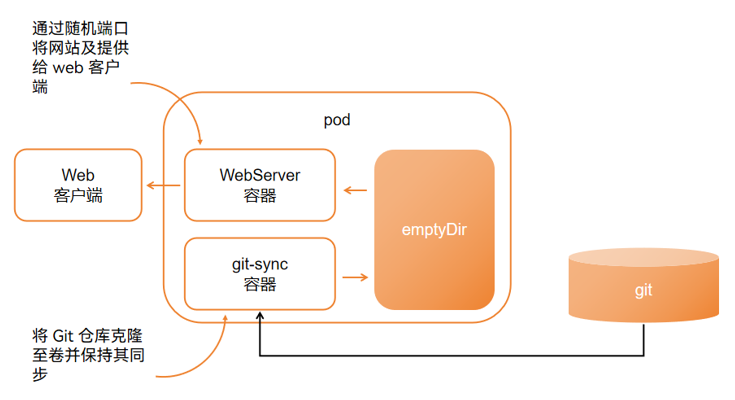 通过随机端口
将网站及提供
给 web 客户
端
pod
Web
客户端
WebServer
容器
emptyDir
git-sync
容器
git
将 Git 仓库克隆
至卷并保持其同
步